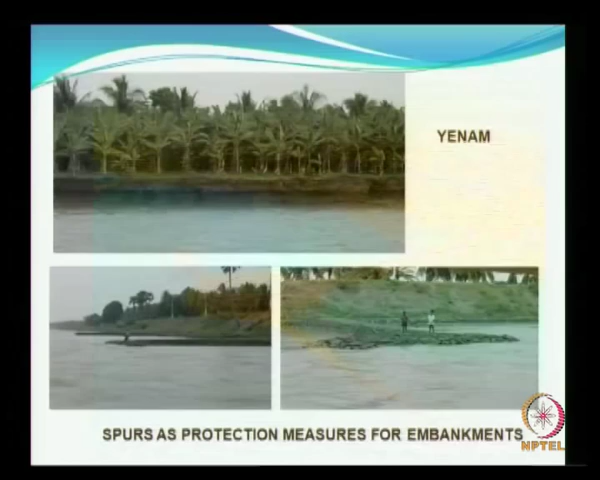 YENAM
SPURS AS PROTECTION MEASURES FOR EMBANKMENTS
NPTEL